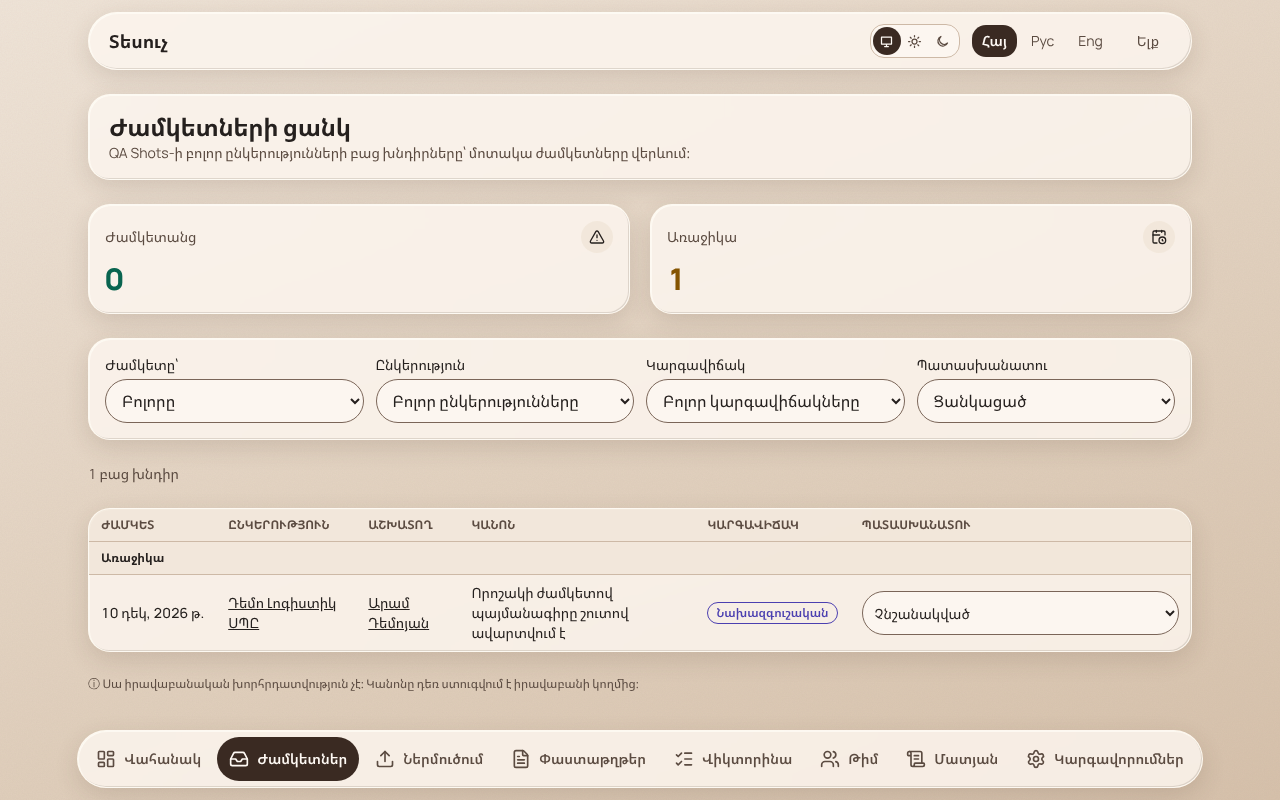 Տեսուչ
Հայ Рус Eng Ելք
Ժամկետների ցանկ
QA Shots-ի բոլոր ընկերությունների բաց խնդիրները՝ մոտակա ժամկետները վերևում։
Ժամկետանց
0
Առաջիկա
1
Ժամկետը՝ Ընկերություն Կարգավիճակ Պատասխանատու
Բոլորը Բոլոր ընկերությունները Բոլոր կարգավիճակները Ցանկացած
1 բաց խնդիր
ԺԱՄԿԵՏ ԸՆԿԵՐՈՒԹՅՈՒՆ ԱՇԽԱՏՈՂ ԿԱՆՈՆ ԿԱՐԳԱՎԻՃԱԿ ՊԱՏԱՍԽԱՆԱՏՈՒ
Առաջիկա
10 դեկ, 2026 թ.
Դեմո Լոգիստիկ
ՍՊԸ
Արամ
Դեմոյան
Որոշակի ժամկետով
պայմանագիրը շուտով
ավարտվում է
Նախազգուշական
Չնշանակված
ⓘ Սա իրավաբանական խորհրդատվություն չէ։ Կանոնը դեռ ստուգվում է իրավաբանի կողմից։
Վահանակ Ժամկետներ Ներմուծում Փաստաթղթեր Վիկտորինա Թիմ Մատյան Կարգավորումներ